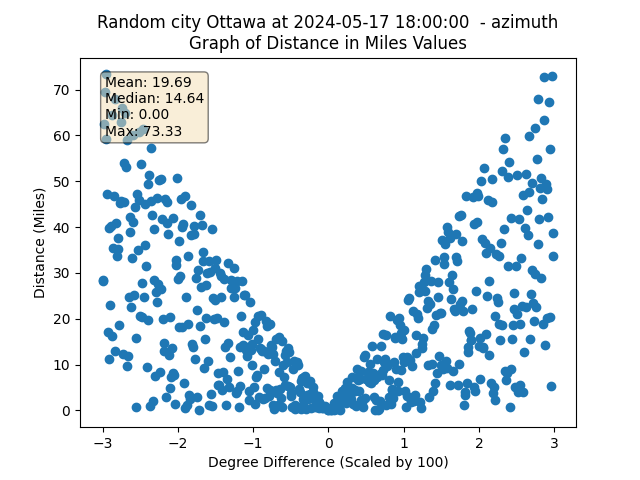 Random city Ottawa at 2024-05-17 18:00:00  - azimuth
Graph of Distance in Miles Values
Mean: 19.69
Median: 14.64
Min: 0.00
Max: 73.33
Distance (Miles)
70
60
50
40
30
20
10
0
−3
−2
−1
0
1
2
3
Degree Difference (Scaled by 100)